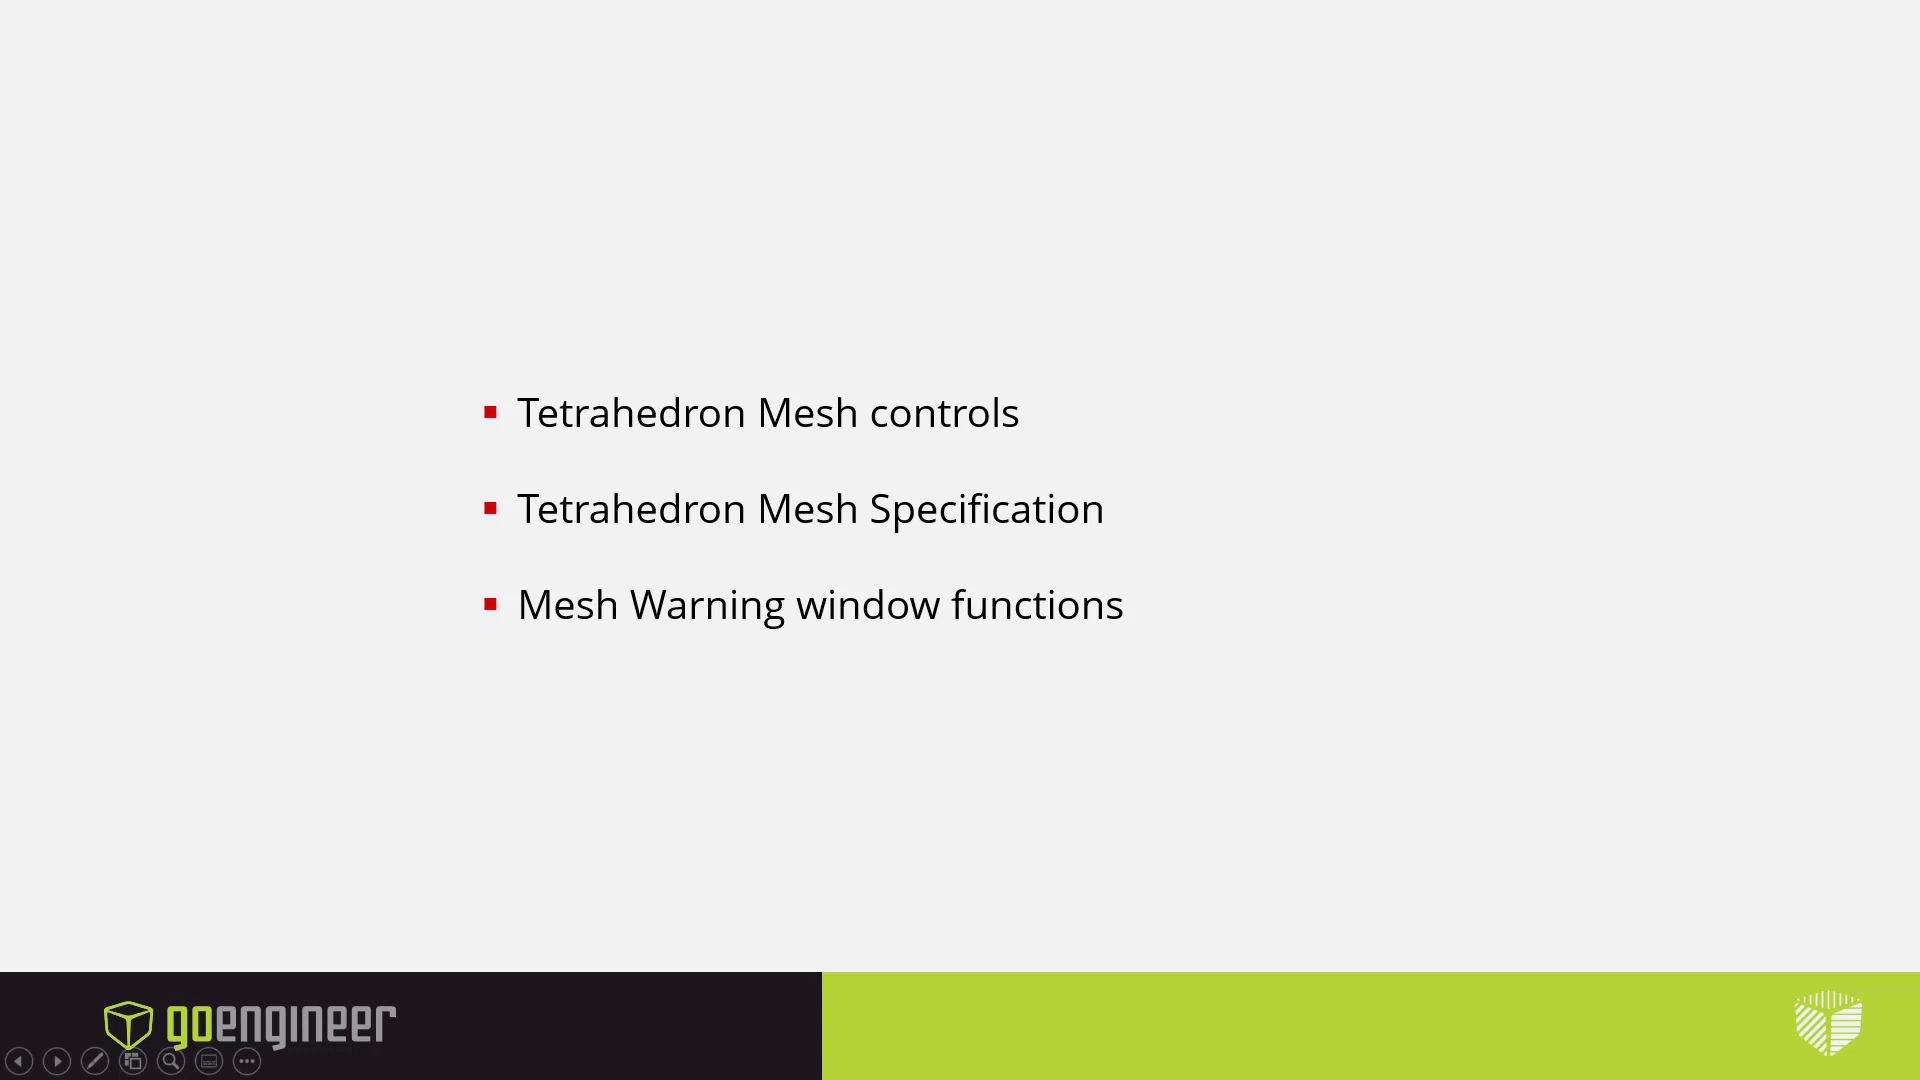 Tetrahedron Mesh controls
Tetrahedron Mesh Specification
Mesh Warning window functions
goengineer